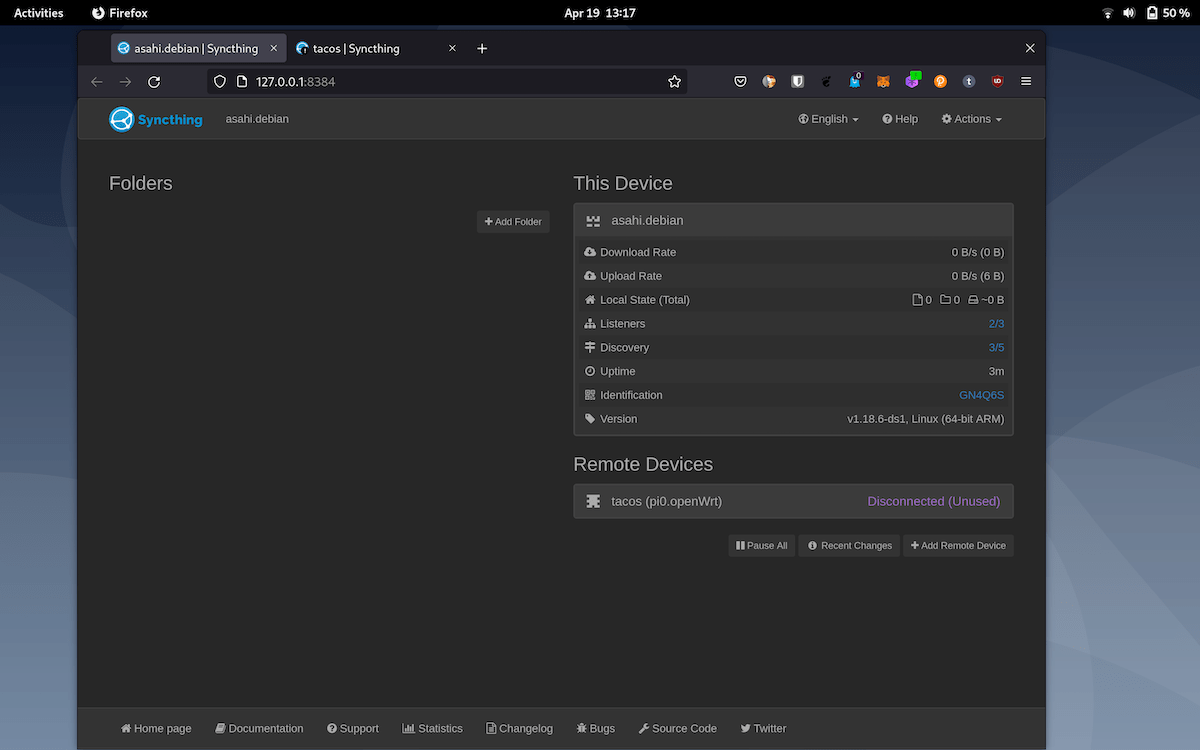 Activities Firefox Apr 19 13:17 50 %
asahi.debian | Syncthing tacos | Syncthing
127.0.0.1:8384 0
Syncthing asahi.debian English Help Actions
Folders
Add Folder
This Device
asahi.debian
Download Rate 0 B/s (0 B)
Upload Rate 0 B/s (6 B)
Local State (Total) 0 0 ~0 B
Listeners 2/3
Discovery 3/5
Uptime 3m
Identification GN4Q6S
Version v1.18.6-ds1, Linux (64-bit ARM)
Remote Devices
tacos (pi0.openWrt) Disconnected (Unused)
Pause All Recent Changes Add Remote Device
Home page Documentation Support Statistics Changelog Bugs Source Code Twitter